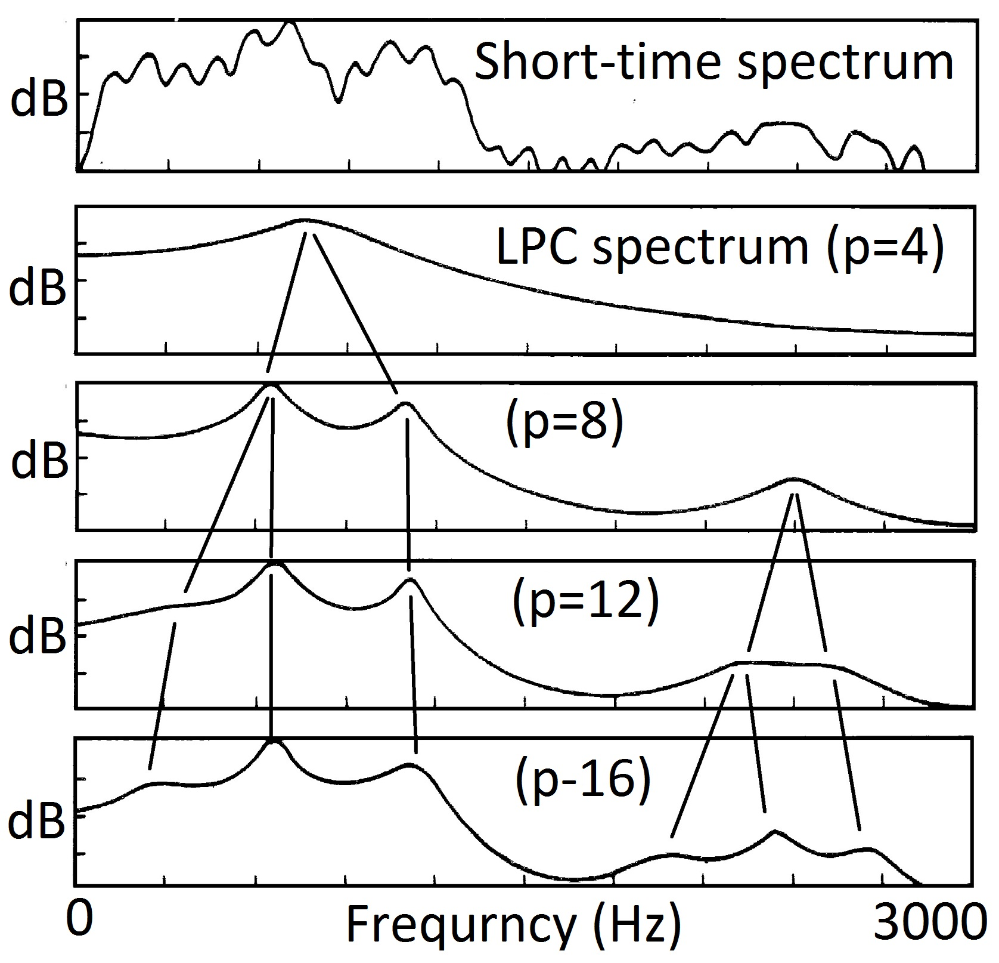 Short-time spectrum
dB
LPC spectrum (p=4)
dB
(p=8)
dB
(p=12)
dB
(p-16)
dB
0 Frequrncy (Hz) 3000